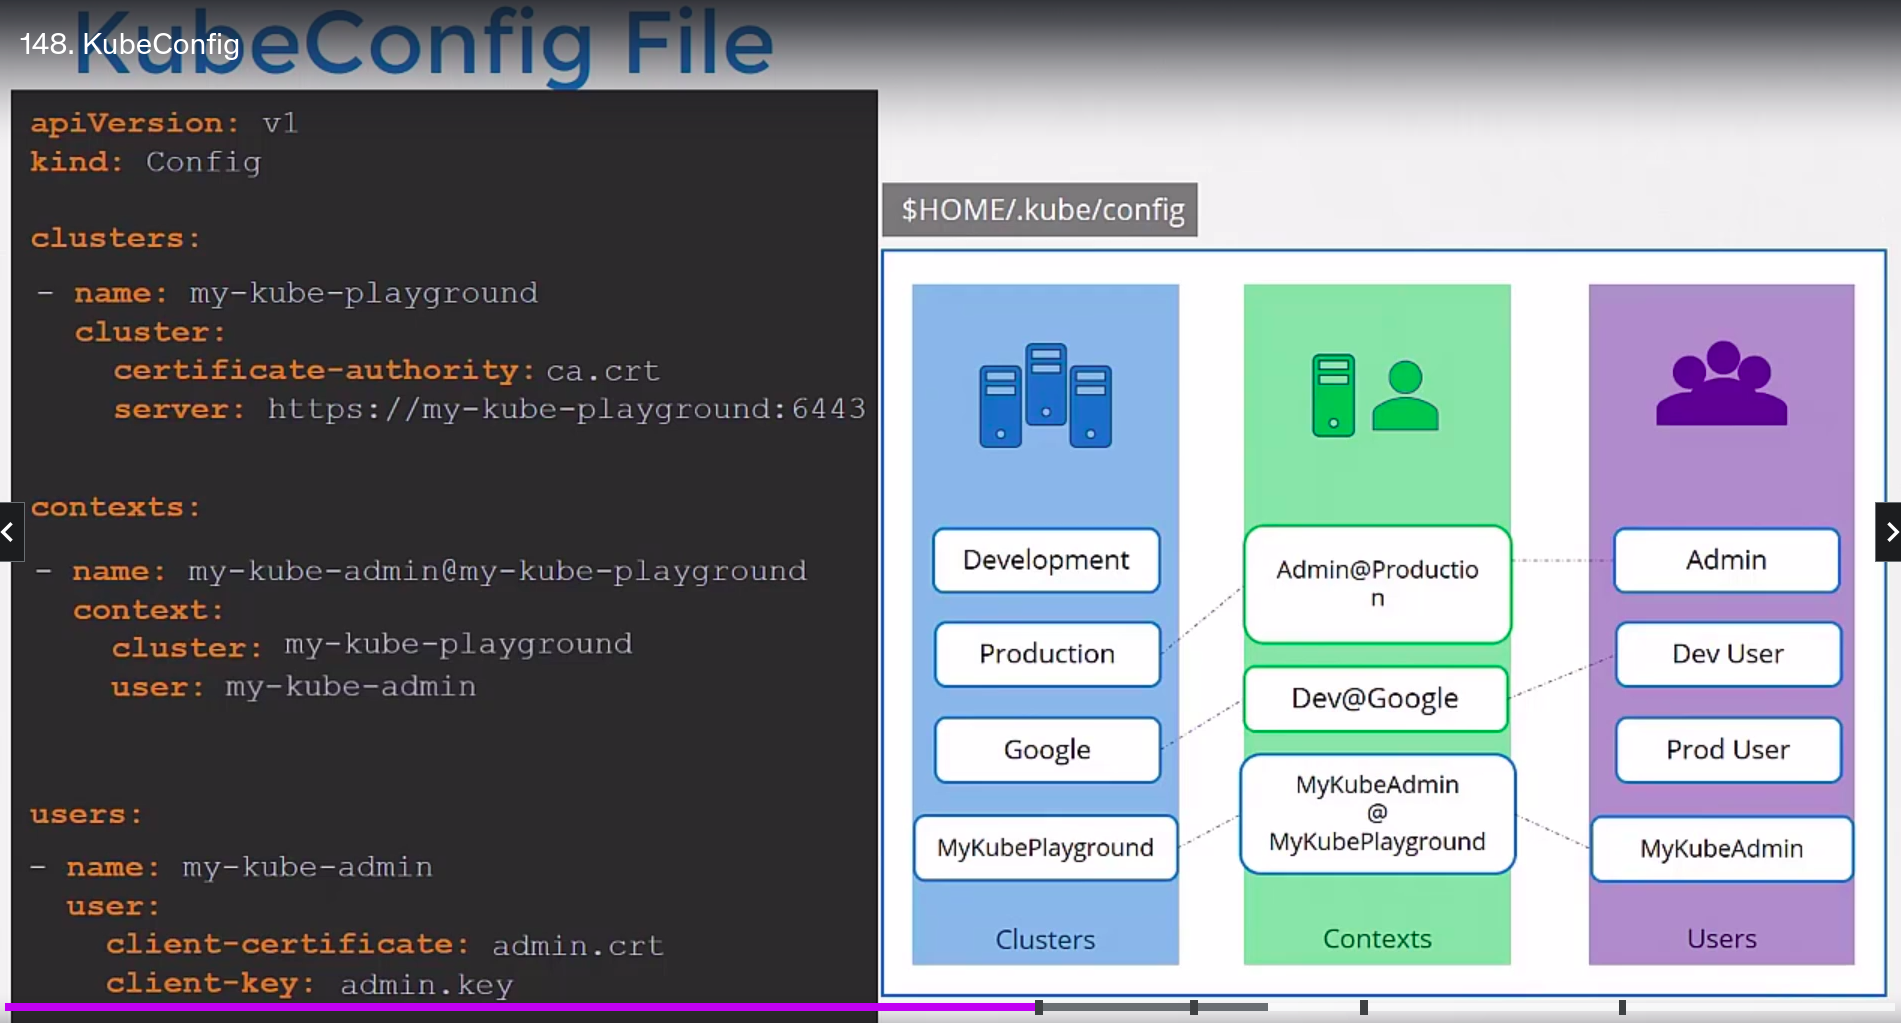 KubeConfig File
148. KubeConfig
apiVersion: v1
kind: Config
clusters:
- name: my-kube-playground
cluster:
certificate-authority: ca.crt
server: https://my-kube-playground:6443
contexts:
- name: my-kube-admin@my-kube-playground
context:
cluster: my-kube-playground
user: my-kube-admin
users:
- name: my-kube-admin
user:
client-certificate: admin.crt
client-key: admin.key
$HOME/.kube/config
Development
Production
Google
MyKubePlayground
Clusters
Admin@Productio
n
Dev@Google
MyKubeAdmin
@
MyKubePlayground
Contexts
Admin
Dev User
Prod User
MyKubeAdmin
Users